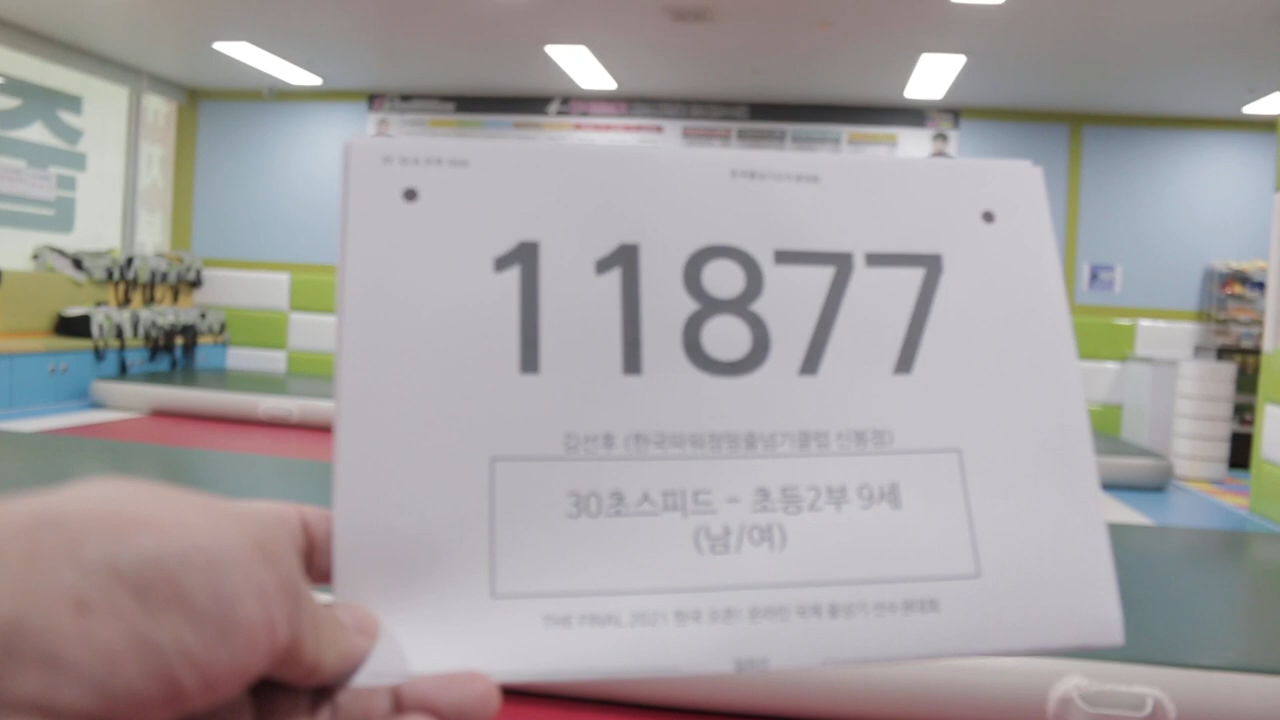 줄
11877
김선후 (한국파워점핑줄넘기클럽 신봉점)
30초스피드 - 초등2부 9세
(남/여)
THE FINAL 2021 한국 오픈! 온라인 국제 줄넘기 선수권대회